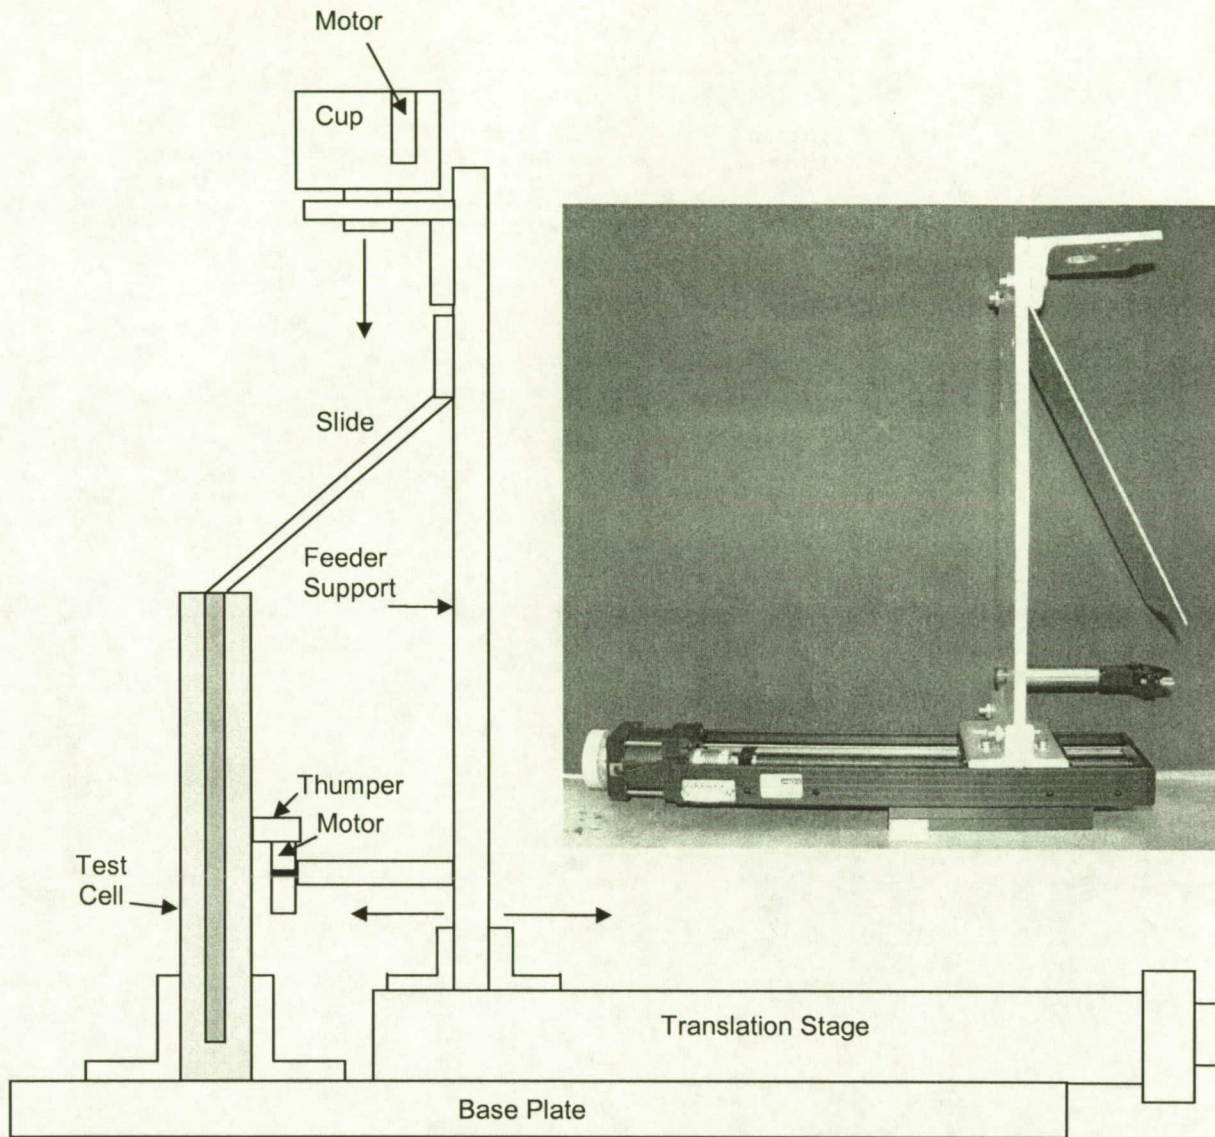 Motor
Cup
Slide
Feeder
Support
Thumper
Motor
Test
Cell
Translation Stage
Base Plate